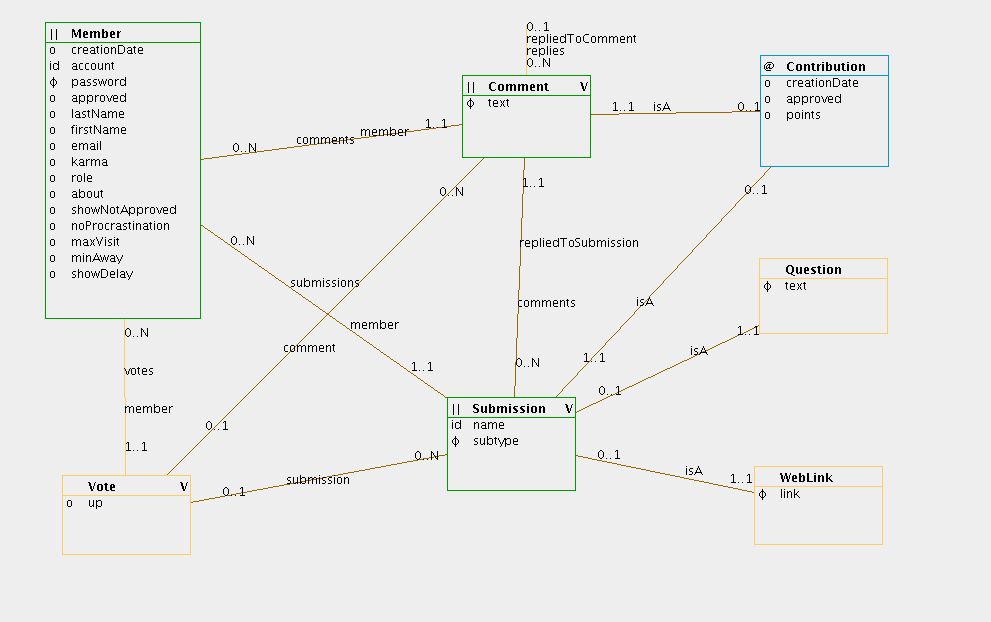 || Member
o creationDate
id account
ϕ password
o approved
o lastName
o firstName
o email
o karma
o role
o about
o showNotApproved
o noProcrastination
o maxVisit
o minAway
o showDelay
0..1
repliedToComment
replies
0..N
|| Comment V
ϕ text
@ Contribution
o creationDate
o approved
o points
1..1 isA 0..1
0..N comments member 1..1
0..N
1..1
0..1
0..N
repliedToSubmission
submissions
isA
comments
member
comment
Question
ϕ text
0..N
votes
member
1..1
1..1
isA
0..1
1..1
0..N
1..1
0..1
|| Submission V
id name
ϕ subtype
0..1
0..N
submission
0..1
isA
1..1
Vote V
o up
WebLink
ϕ link